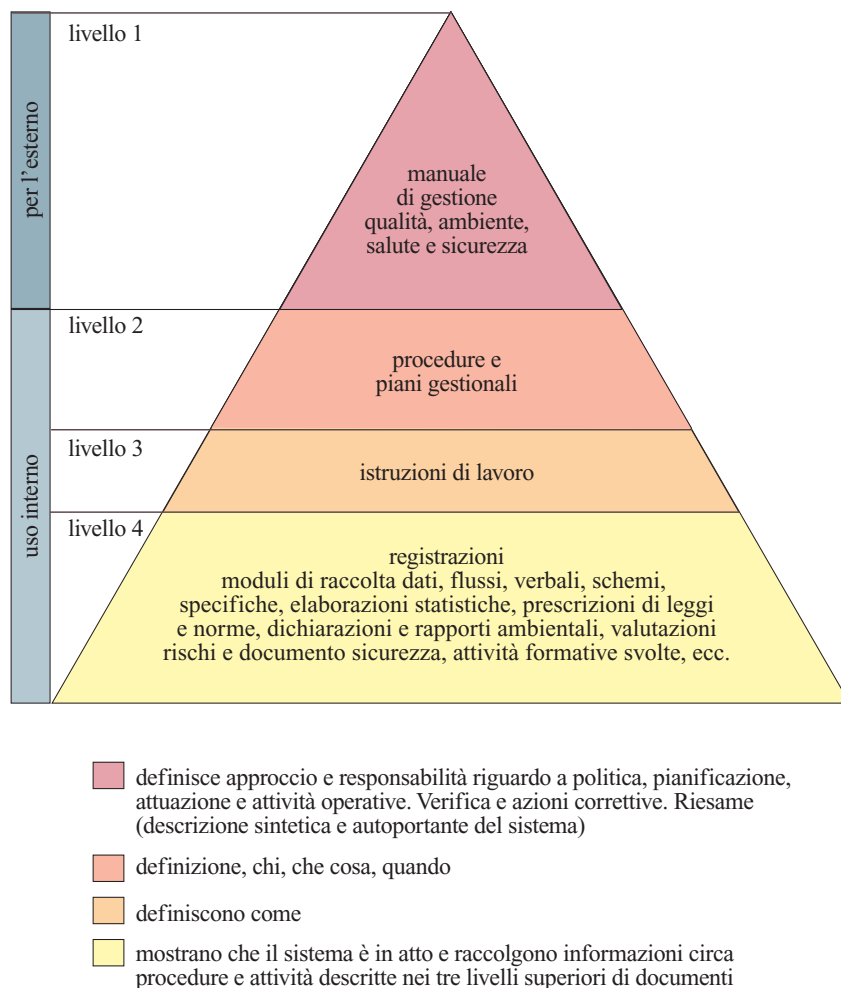 livello 1
per l'esterno
manuale
di gestione
qualità, ambiente,
salute e sicurezza
livello 2
procedure e
piani gestionali
livello 3
istruzioni di lavoro
uso interno
livello 4
registrazioni
moduli di raccolta dati, flussi, verbali, schemi,
specifiche, elaborazioni statistiche, prescrizioni di leggi
e norme, dichiarazioni e rapporti ambientali, valutazioni
rischi e documento sicurezza, attività formative svolte, ecc.
definisce approccio e responsabilità riguardo a politica, pianificazione,
attuazione e attività operative. Verifica e azioni correttive. Riesame
(descrizione sintetica e autoportante del sistema)
definizione, chi, che cosa, quando
definiscono come
mostrano che il sistema è in atto e raccolgono informazioni circa
procedure e attività descritte nei tre livelli superiori di documenti